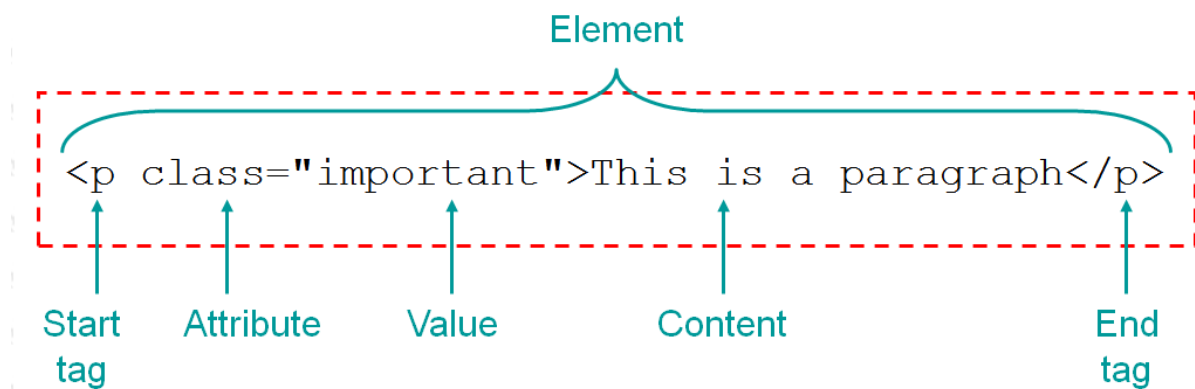 Element
<p class="important">This is a paragraph</p>
Start tag
Attribute
Value
Content
End tag